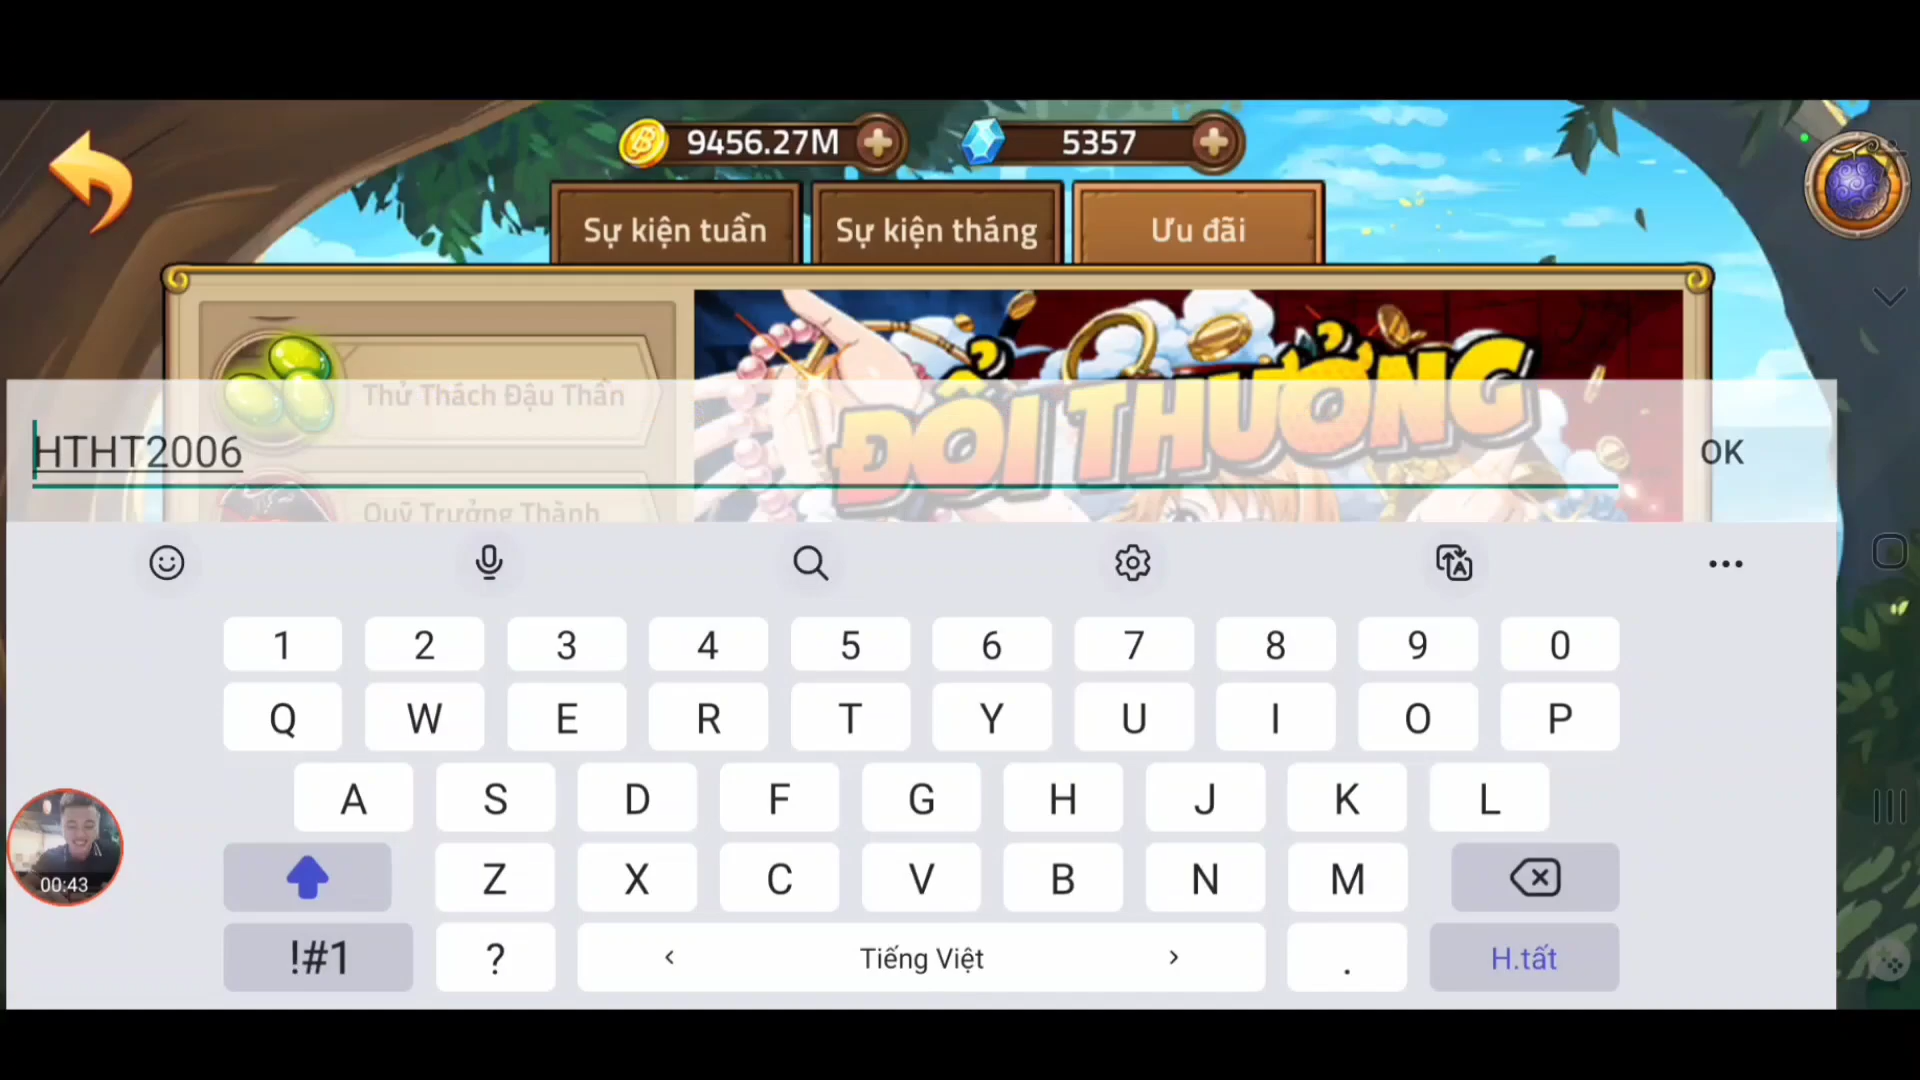 9456.27M
5357
Sự kiện tuần
Sự kiện tháng
Ưu đãi
ĐỔI THƯỞNG
Thử Thách Đậu Thần
HTHT2006
OK
Quỹ Trưởng Thành
1 2 3 4 5 6 7 8 9 0
Q W E R T Y U I O P
A S D F G H J K L
00:43
Z X C V B N M
!#1 ? < Tiếng Việt > . H.tất